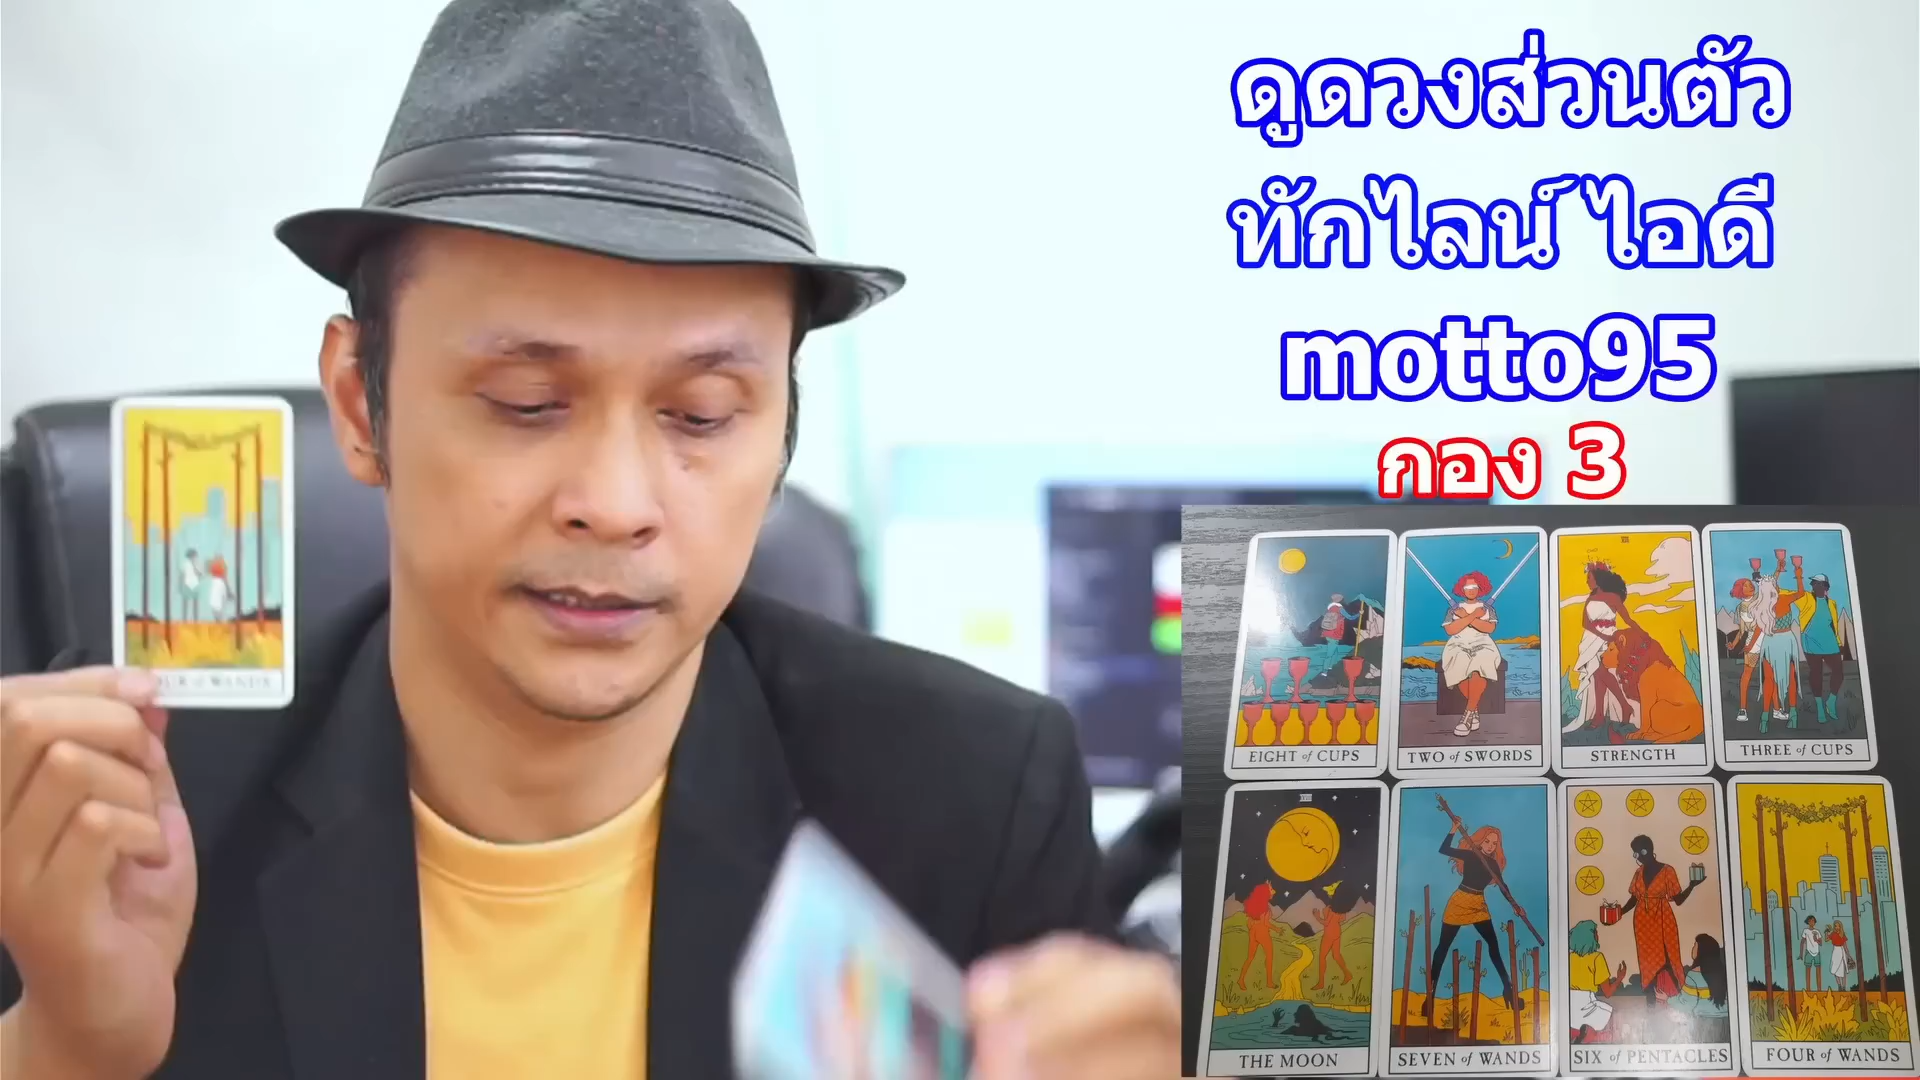 ดูดวงส่วนตัว
ทักไลน์ ไอดี
motto95
กอง 3
EIGHT of CUPS
TWO of SWORDS
STRENGTH
THREE of CUPS
THE MOON
SEVEN of WANDS
SIX of PENTACLES
FOUR of WANDS